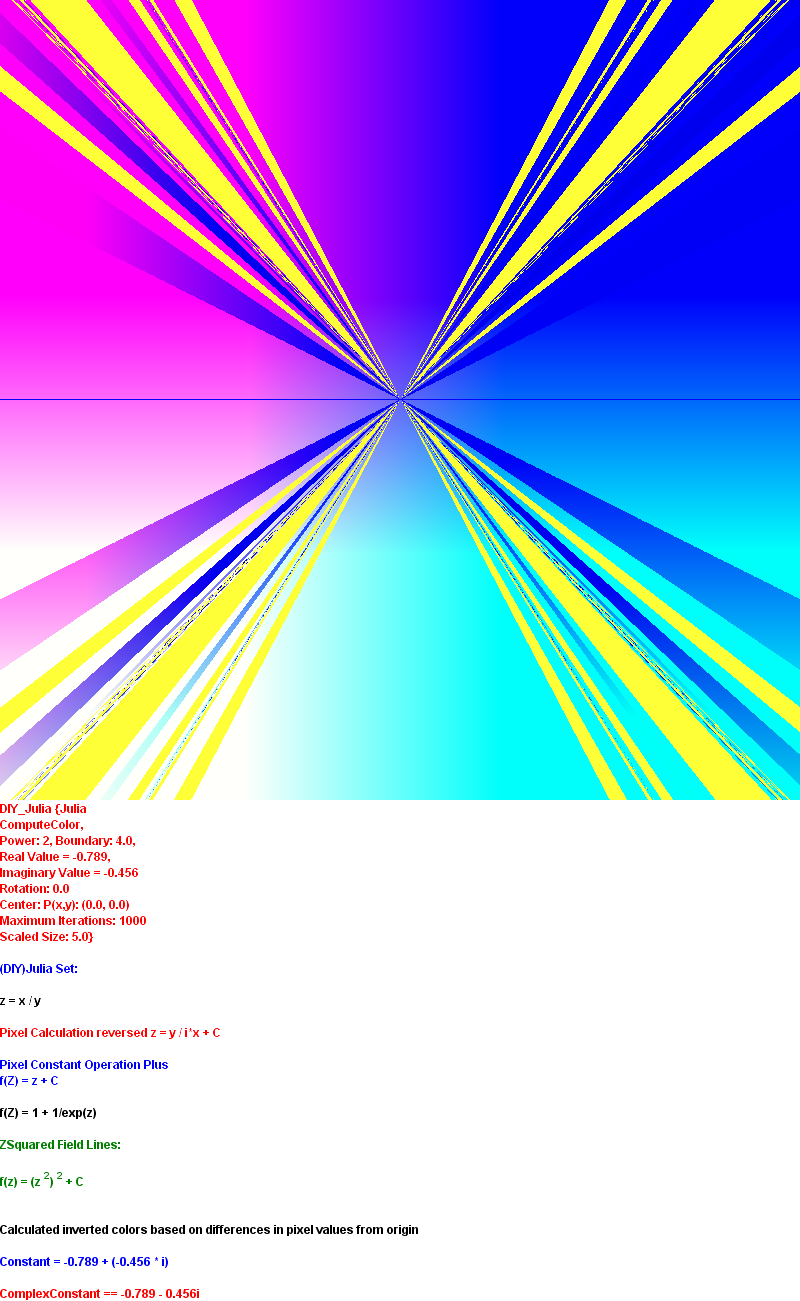 DIY_Julia {Julia
ComputeColor,
Power: 2, Boundary: 4.0,
Real Value = -0.789,
Imaginary Value = -0.456
Rotation: 0.0
Center: P(x,y): (0.0, 0.0)
Maximum Iterations: 1000
Scaled Size: 5.0}
(DIY)Julia Set:
z = x / y
Pixel Calculation reversed z = y / i*x + C
Pixel Constant Operation Plus
f(Z) = z + C
f(Z) = 1 + 1/exp(z)
ZSquared Field Lines:
f(z) = (z 2) 2 + C
Calculated inverted colors based on differences in pixel values from origin
Constant = -0.789 + (-0.456 * i)
ComplexConstant == -0.789 - 0.456i